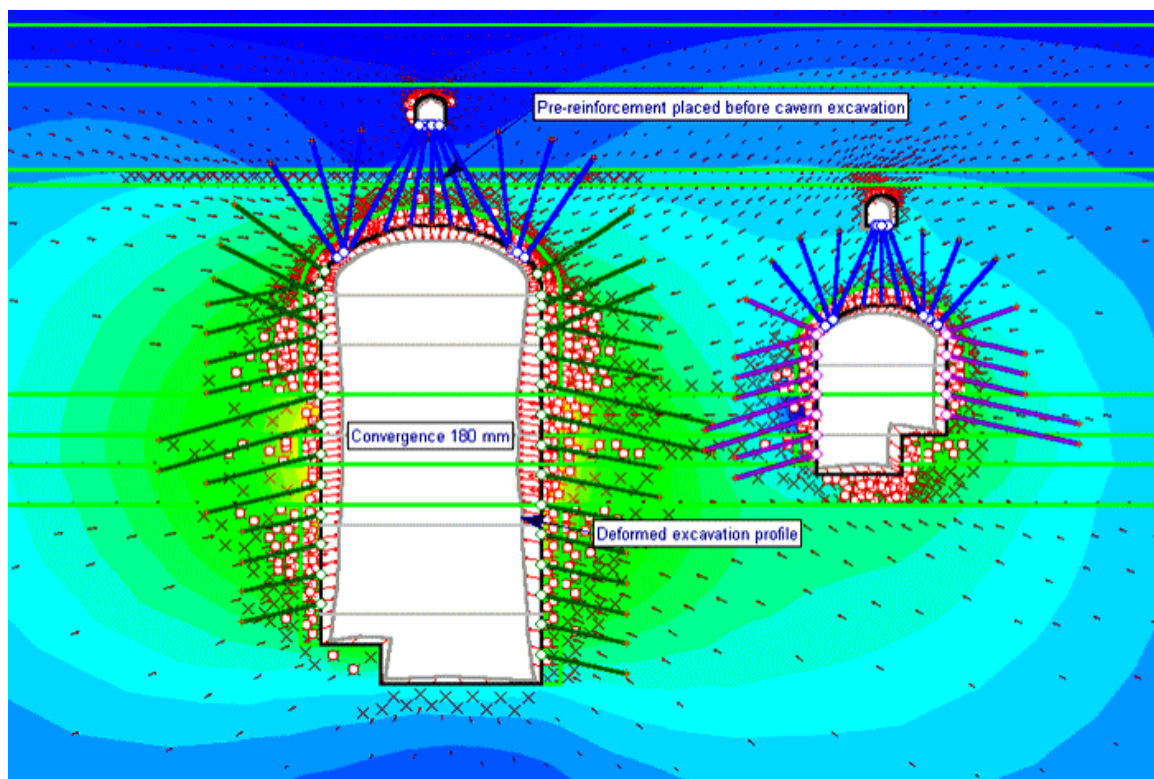 Pre-reinforcement placed before cavern excavation
Convergence 180 mm
Deformed excavation profile